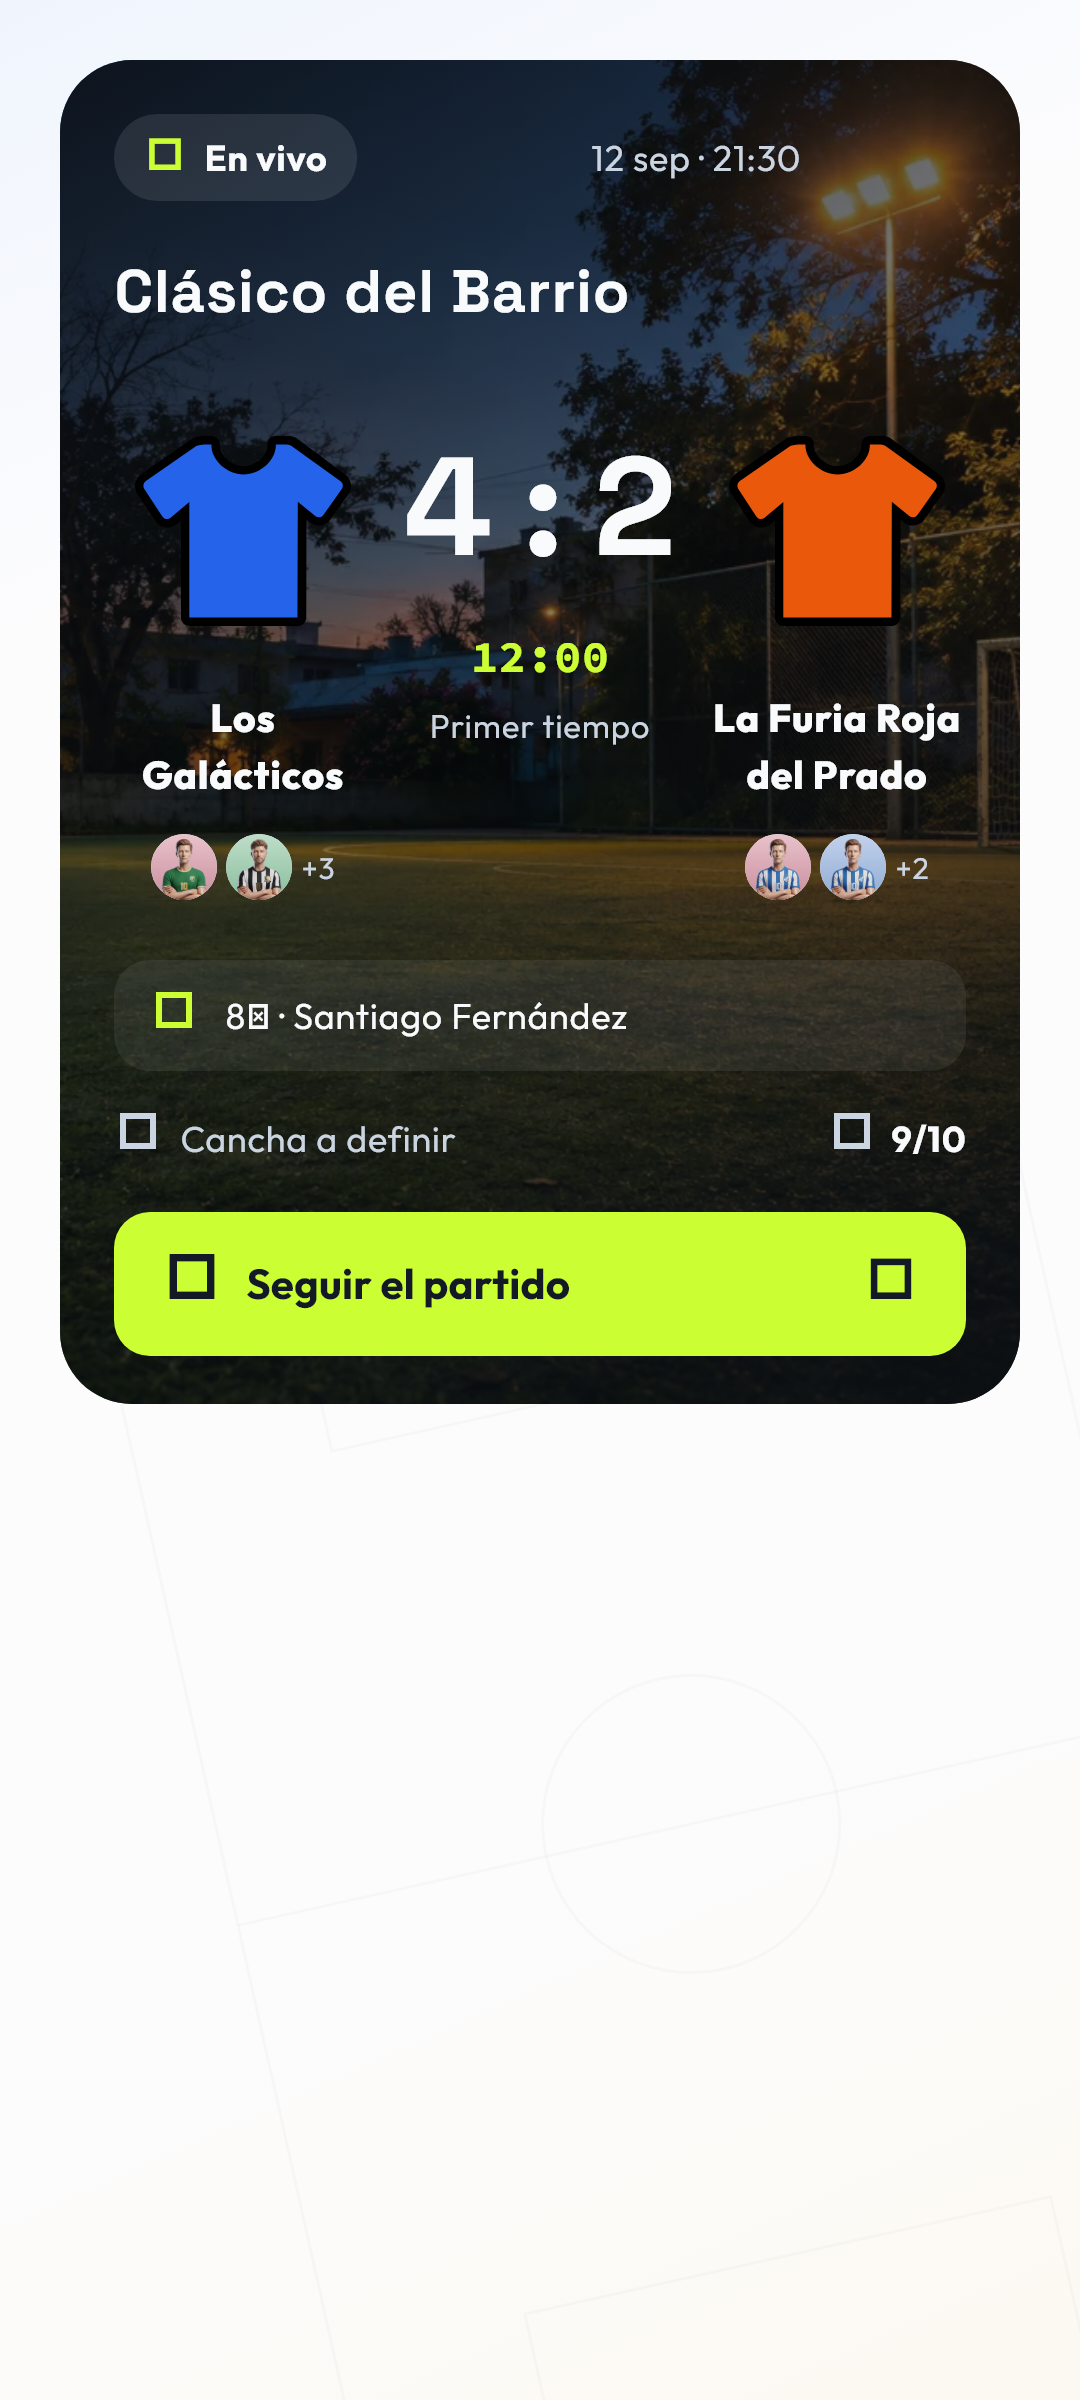 En vivo
12 sep · 21:30
Clásico del Barrio
4:2
12:00
Primer tiempo
Los
Galácticos
La Furia Roja
del Prado
+3
+2
8 · Santiago Fernández
Cancha a definir
9/10
Seguir el partido